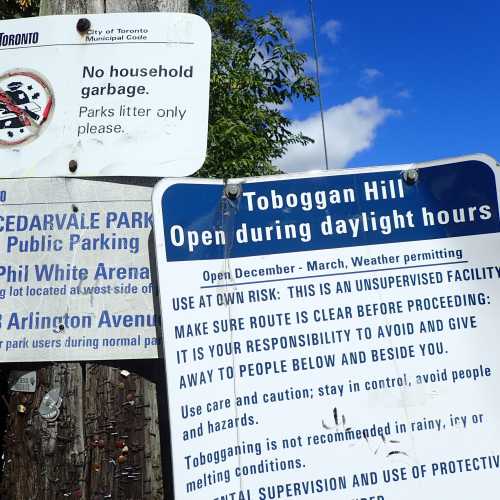 TORONTO
City of Toronto
Municipal Code
No household
garbage.
Parks litter only
please.
TO
CEDARVALE PARK
Public Parking
Phil White Arena
lot located at west side of
Arlington Avenu
park users during normal pa
Toboggan Hill
Open during daylight hours
Open December - March, Weather permitting
USE AT OWN RISK: THIS IS AN UNSUPERVISED FACILITY
MAKE SURE ROUTE IS CLEAR BEFORE PROCEEDING:
IT IS YOUR RESPONSIBILITY TO AVOID AND GIVE
AWAY TO PEOPLE BELOW AND BESIDE YOU.
Use care and caution; stay in control, avoid people
and hazards.
Tobogganing is not recommended in rainy, icy or
melting conditions.
NTAL SUPERVISION AND USE OF PROTECTIV